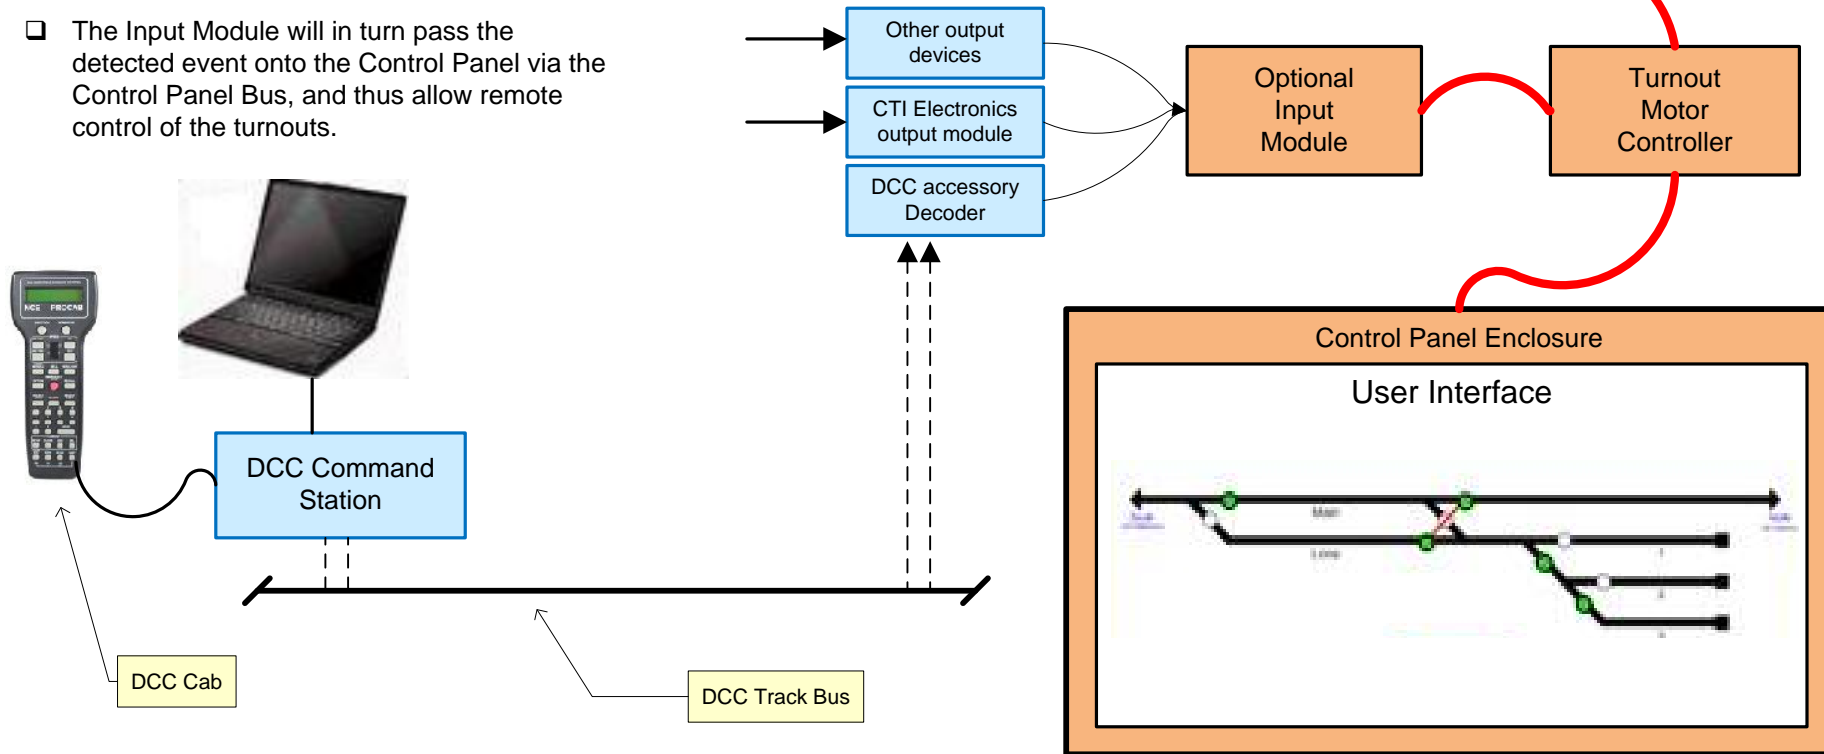 ❑ The Input Module will in turn pass the
detected event onto the Control Panel via the
Control Panel Bus, and thus allow remote
control of the turnouts.
Other output
devices
CTI Electronics
output module
DCC accessory
Decoder
Optional
Input
Module
Turnout
Motor
Controller
NCE PROCAB
DCC Command
Station
DCC Cab
DCC Track Bus
Control Panel Enclosure
User Interface
Main
Loop